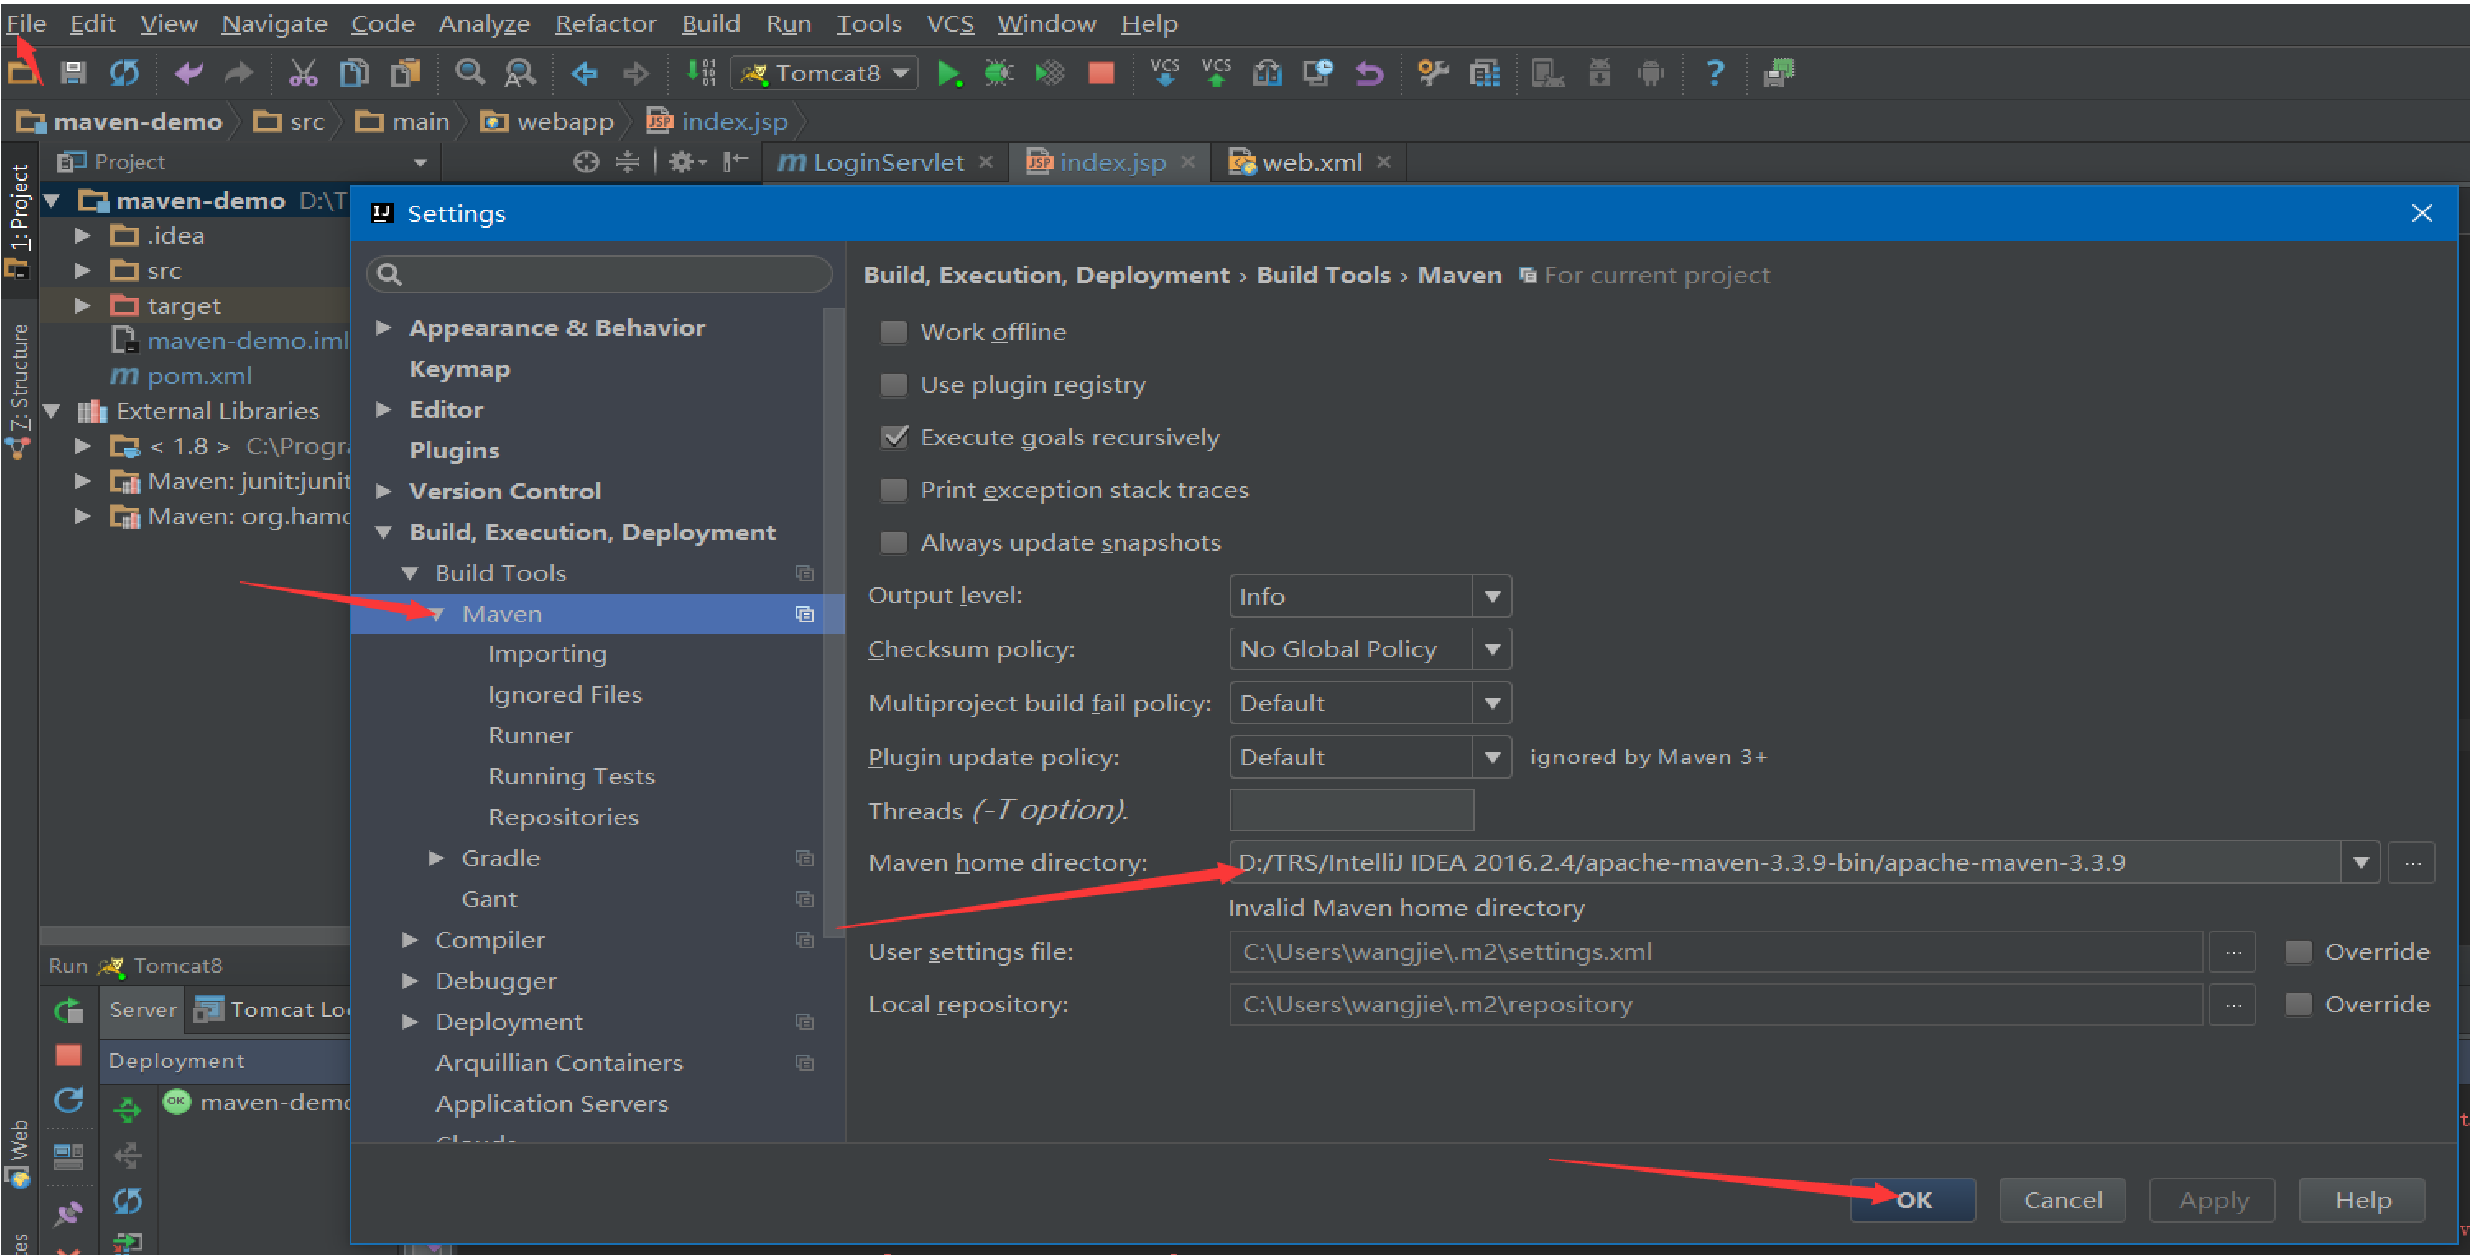 File Edit View Navigate Code Analyze Refactor Build Run Tools VCS Window Help
Tomcat8 VCS VCS ?
maven-demo src main webapp index.jsp
Project LoginServlet index.jsp web.xml
1: Project
7: Structure
Web
maven-demo D:\T
.idea
src
target
maven-demo.iml
pom.xml
External Libraries
< 1.8 > C:\Progra
Maven: junit:junit
Maven: org.hamc
Run Tomcat8
Server Tomcat Loc
Deployment
OK maven-demo
Settings
Appearance & Behavior
Keymap
Editor
Plugins
Version Control
Build, Execution, Deployment
Build Tools
Maven
Importing
Ignored Files
Runner
Running Tests
Repositories
Gradle
Gant
Compiler
Debugger
Deployment
Arquillian Containers
Application Servers
Build, Execution, Deployment › Build Tools › Maven For current project
Work offline
Use plugin registry
Execute goals recursively
Print exception stack traces
Always update snapshots
Output level: Info
Checksum policy: No Global Policy
Multiproject build fail policy: Default
Plugin update policy: Default ignored by Maven 3+
Threads (-T option).
Maven home directory: D:/TRS/IntelliJ IDEA 2016.2.4/apache-maven-3.3.9-bin/apache-maven-3.3.9 ...
Invalid Maven home directory
User settings file: C:\Users\wangjie\.m2\settings.xml ... Override
Local repository: C:\Users\wangjie\.m2\repository ... Override
OK Cancel Apply Help